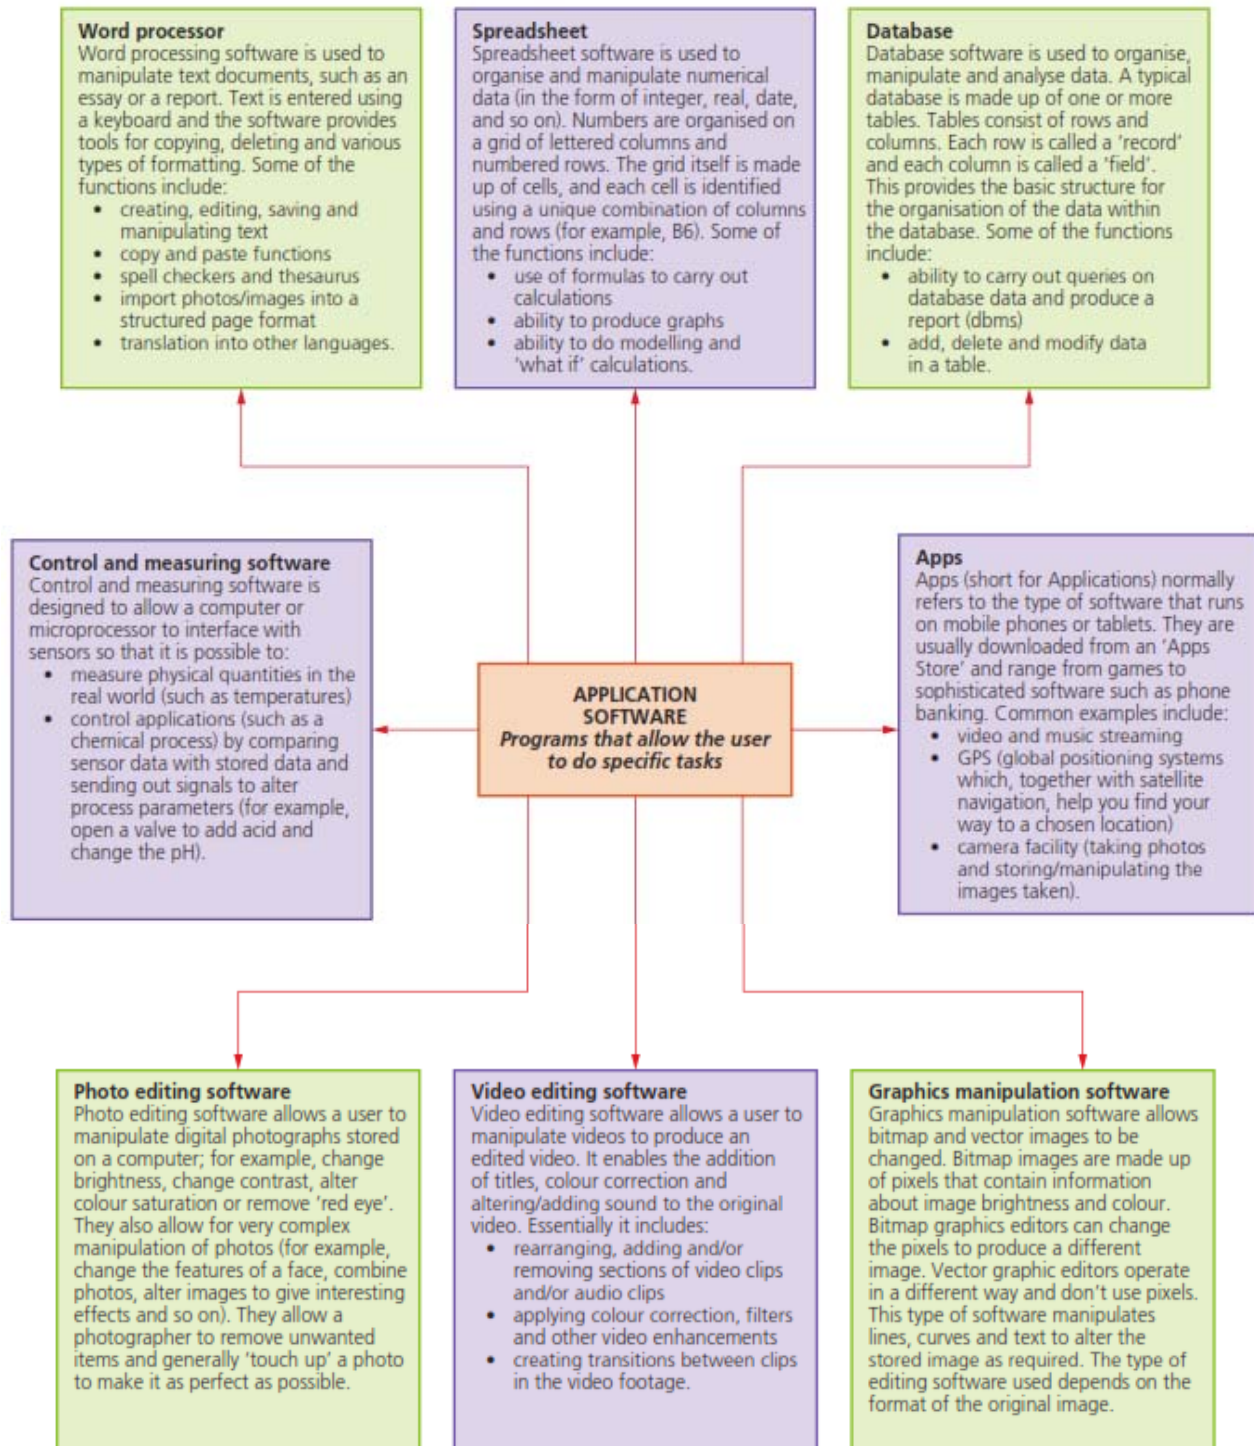 Word processor
Word processing software is used to
manipulate text documents, such as an
essay or a report. Text is entered using
a keyboard and the software provides
tools for copying, deleting and various
types of formatting. Some of the
functions include:
• creating, editing, saving and
manipulating text
• copy and paste functions
• spell checkers and thesaurus
• import photos/images into a
structured page format
• translation into other languages.
Spreadsheet
Spreadsheet software is used to
organise and manipulate numerical
data (in the form of integer, real, date,
and so on). Numbers are organised on
a grid of lettered columns and
numbered rows. The grid itself is made
up of cells, and each cell is identified
using a unique combination of columns
and rows (for example, B6). Some of
the functions include:
• use of formulas to carry out
calculations
• ability to produce graphs
• ability to do modelling and
'what if' calculations.
Database
Database software is used to organise,
manipulate and analyse data. A typical
database is made up of one or more
tables. Tables consist of rows and
columns. Each row is called a 'record'
and each column is called a 'field'.
This provides the basic structure for
the organisation of the data within
the database. Some of the functions
include:
• ability to carry out queries on
database data and produce a
report (dbms)
• add, delete and modify data
in a table.
Control and measuring software
Control and measuring software is
designed to allow a computer or
microprocessor to interface with
sensors so that it is possible to:
• measure physical quantities in the
real world (such as temperatures)
• control applications (such as a
chemical process) by comparing
sensor data with stored data and
sending out signals to alter
process parameters (for example,
open a valve to add acid and
change the pH).
APPLICATION
SOFTWARE
Programs that allow the user
to do specific tasks
Apps
Apps (short for Applications) normally
refers to the type of software that runs
on mobile phones or tablets. They are
usually downloaded from an 'Apps
Store' and range from games to
sophisticated software such as phone
banking. Common examples include:
• video and music streaming
• GPS (global positioning systems
which, together with satellite
navigation, help you find your
way to a chosen location)
• camera facility (taking photos
and storing/manipulating the
images taken).
Photo editing software
Photo editing software allows a user to
manipulate digital photographs stored
on a computer; for example, change
brightness, change contrast, alter
colour saturation or remove 'red eye'.
They also allow for very complex
manipulation of photos (for example,
change the features of a face, combine
photos, alter images to give interesting
effects and so on). They allow a
photographer to remove unwanted
items and generally 'touch up' a photo
to make it as perfect as possible.
Video editing software
Video editing software allows a user to
manipulate videos to produce an
edited video. It enables the addition
of titles, colour correction and
altering/adding sound to the original
video. Essentially it includes:
• rearranging, adding and/or
removing sections of video clips
and/or audio clips
• applying colour correction, filters
and other video enhancements
• creating transitions between clips
in the video footage.
Graphics manipulation software
Graphics manipulation software allows
bitmap and vector images to be
changed. Bitmap images are made up
of pixels that contain information
about image brightness and colour.
Bitmap graphics editors can change
the pixels to produce a different
image. Vector graphic editors operate
in a different way and don't use pixels.
This type of software manipulates
lines, curves and text to alter the
stored image as required. The type of
editing software used depends on the
format of the original image.